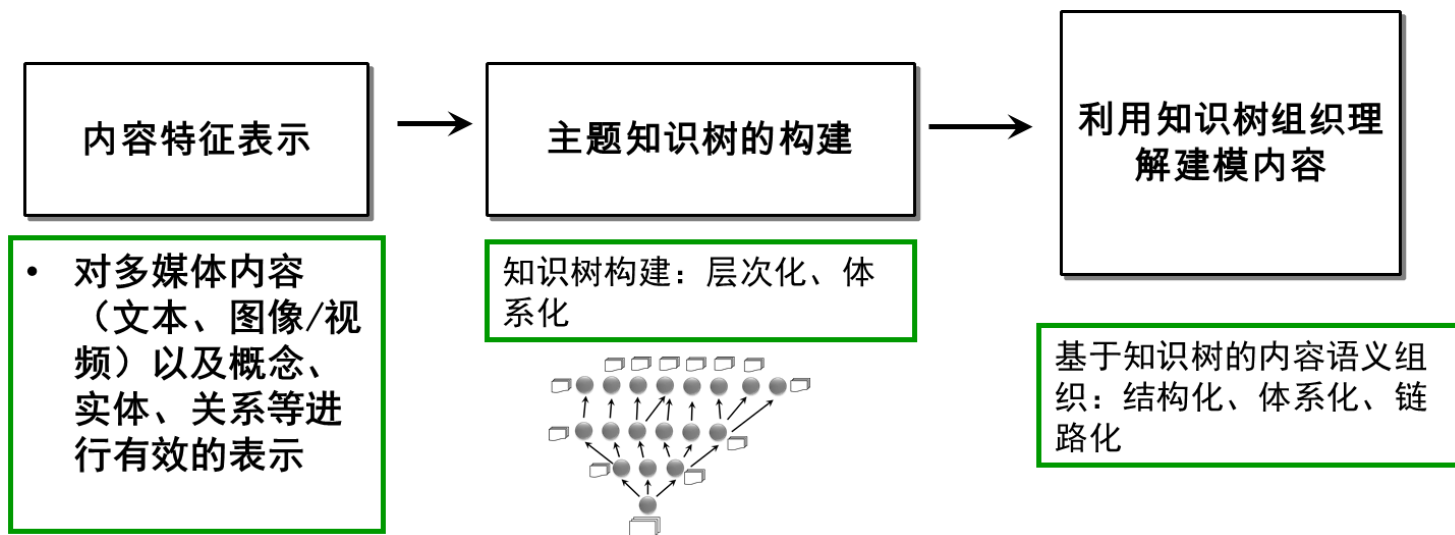 内容特征表示
主题知识树的构建
利用知识树组织理
解建模内容
• 对多媒体内容
（文本、图像/视
频）以及概念、
实体、关系等进
行有效的表示
知识树构建：层次化、体
系化
基于知识树的内容语义组
织：结构化、体系化、链
路化